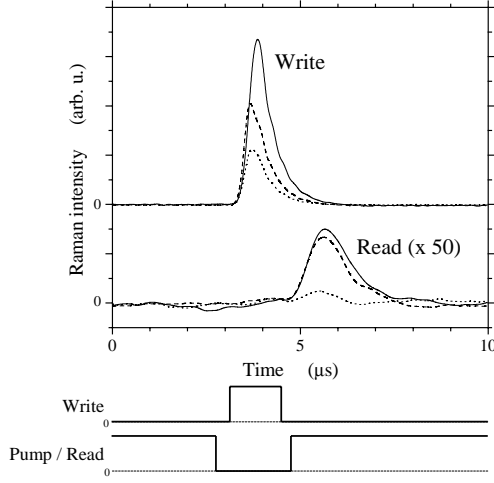 Raman intensity (arb. u.)
Write
0
Read (x 50)
0
0 5 10
Time (μs)
Write
0
Pump / Read
0